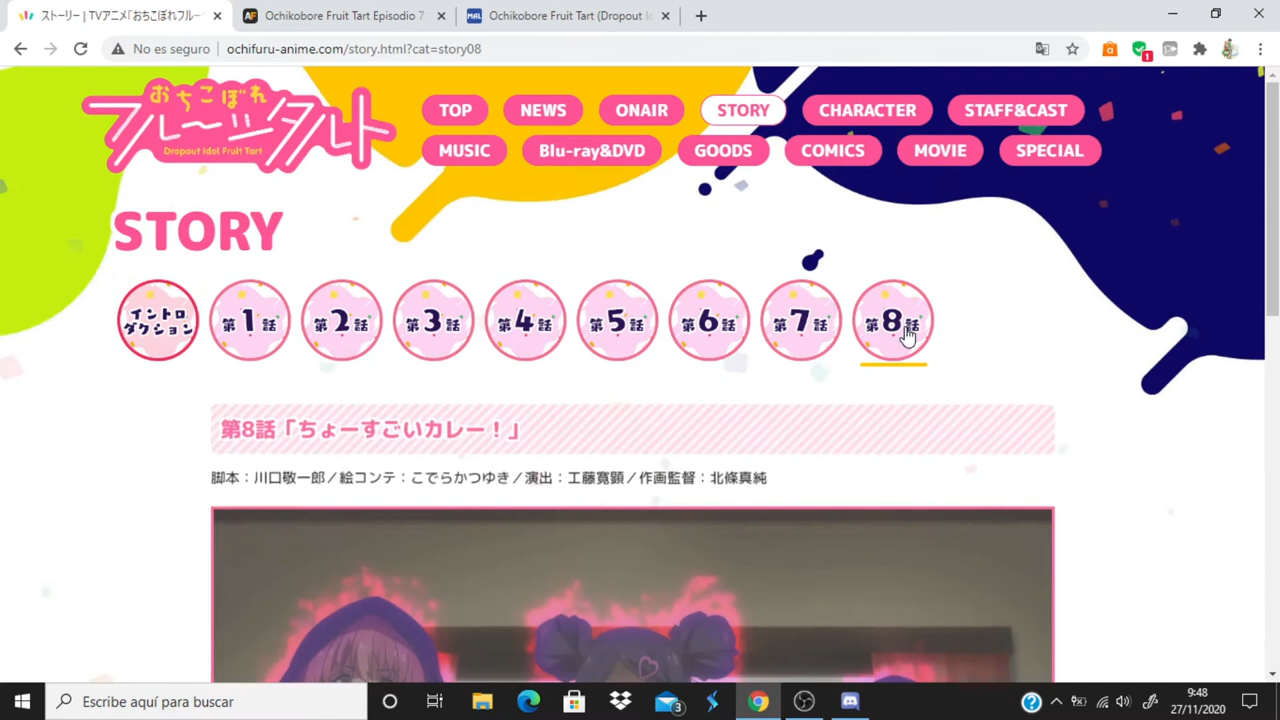 ストーリー | TVアニメ「おちこぼれフルー
Ochikobore Fruit Tart Episodio 7
MAL
Ochikobore Fruit Tart (Dropout Id
No es seguro
ochifuru-anime.com/story.html?cat=story08
1
おちこぼれ
フルーツタルト
Dropout Idol Fruit Tart
TOP
NEWS
ONAIR
STORY
CHARACTER
STAFF&CAST
MUSIC
Blu-ray&DVD
GOODS
COMICS
MOVIE
SPECIAL
STORY
イントロ
ダクション
第1話
第2話
第3話
第4話
第5話
第6話
第7話
第8話
第8話「ちょーすごいカレー！」
脚本：川口敬一郎／絵コンテ：こでらかつゆき／演出：工藤寛顕／作画監督：北條真純
Escribe aquí para buscar
3
9:48
27/11/2020